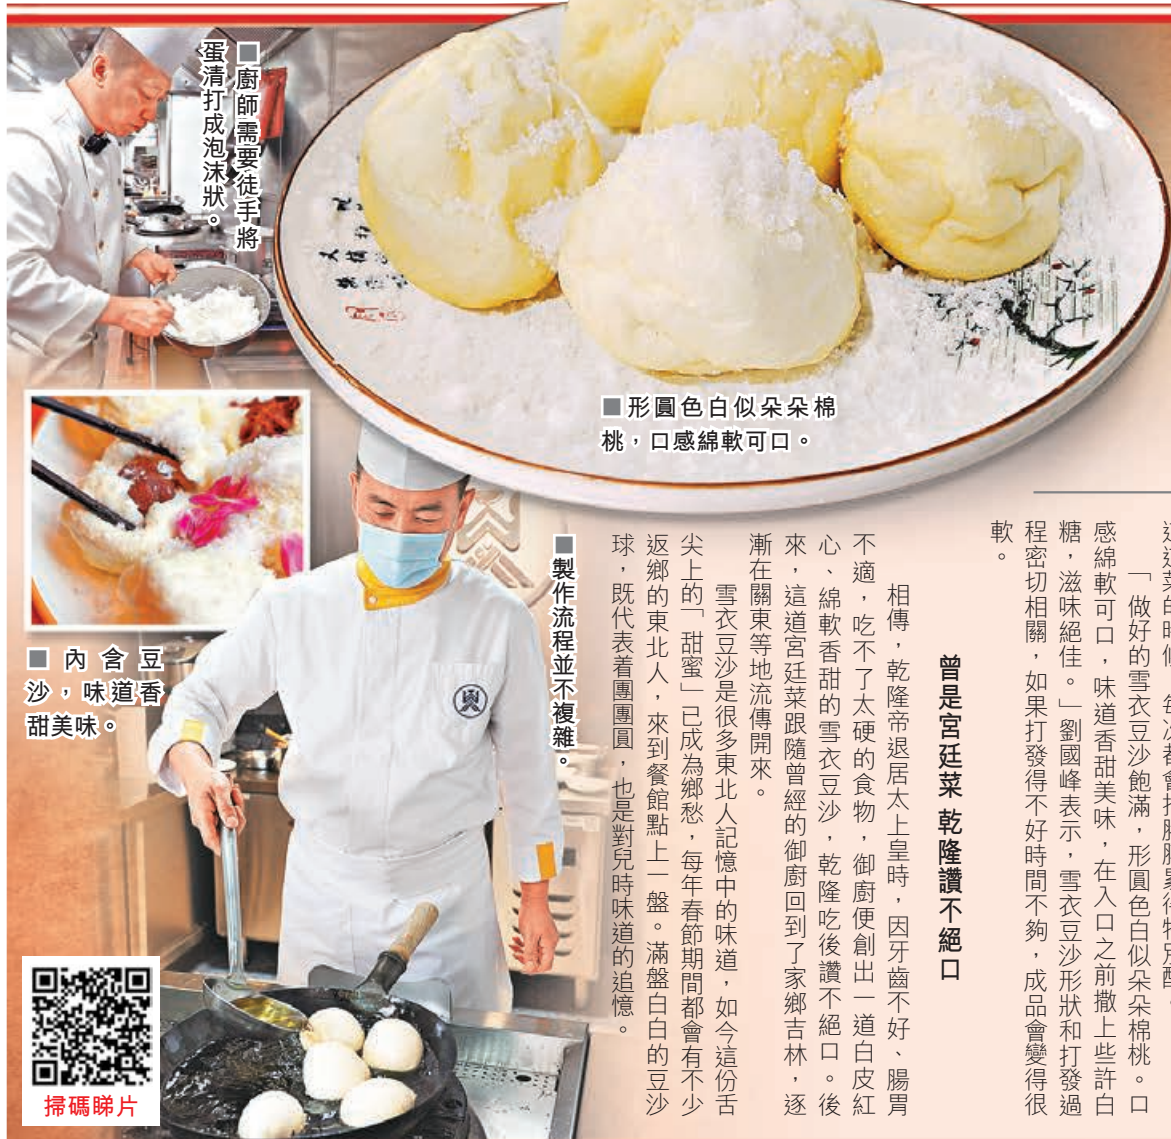 ■廚師需要徒手將
蛋清打成泡沫狀。
■形圓色白似朵朵棉
桃，口感綿軟可口。
■內含豆
沙，味道香
甜美味。
■製作流程並不複雜。
「做好的雪衣豆沙飽滿，形圓色白似朵朵棉桃。口
感綿軟可口，味道香甜美味，在入口之前撒上些許白
糖，滋味絕佳。」劉國峰表示，雪衣豆沙形狀和打發過
程密切相關，如果打發得不好時間不夠，成品會變得很
軟。
曾是宮廷菜 乾隆讚不絕口
相傳，乾隆帝退居太上皇時，因牙齒不好、腸胃
不適，吃不了太硬的食物，御廚便創出一道白皮紅
心、綿軟香甜的雪衣豆沙，乾隆吃後讚不絕口。後
來，這道宮廷菜跟隨曾經的御廚回到了家鄉吉林，逐
漸在關東等地流傳開來。
雪衣豆沙是很多東北人記憶中的味道，如今這份舌
尖上的「甜蜜」已成為鄉愁，每年春節期間都會有不少
返鄉的東北人，來到餐館點上一盤。滿盤白白的豆沙
球，既代表着團團圓，也是對兒時味道的追憶。
掃碼睇片